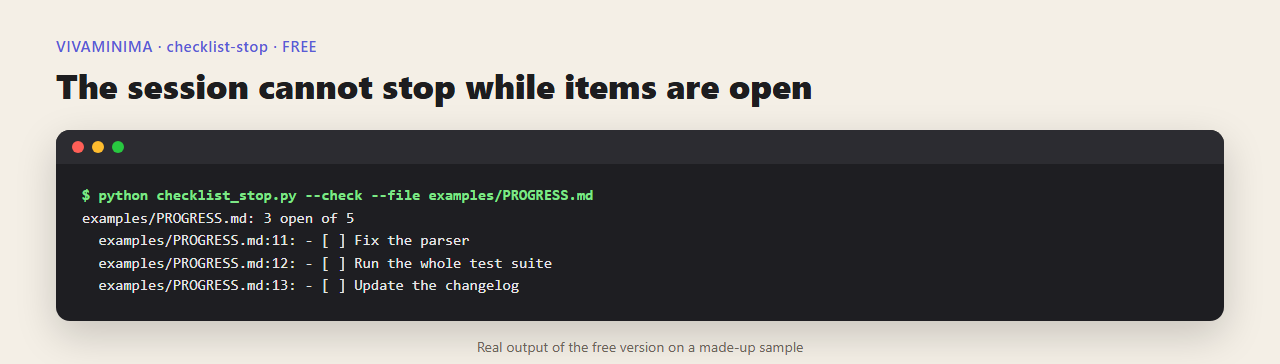 VIVAMINIMA · checklist-stop · FREE
The session cannot stop while items are open
$ python checklist_stop.py --check --file examples/PROGRESS.md
examples/PROGRESS.md: 3 open of 5
  examples/PROGRESS.md:11: - [ ] Fix the parser
  examples/PROGRESS.md:12: - [ ] Run the whole test suite
  examples/PROGRESS.md:13: - [ ] Update the changelog
Real output of the free version on a made-up sample